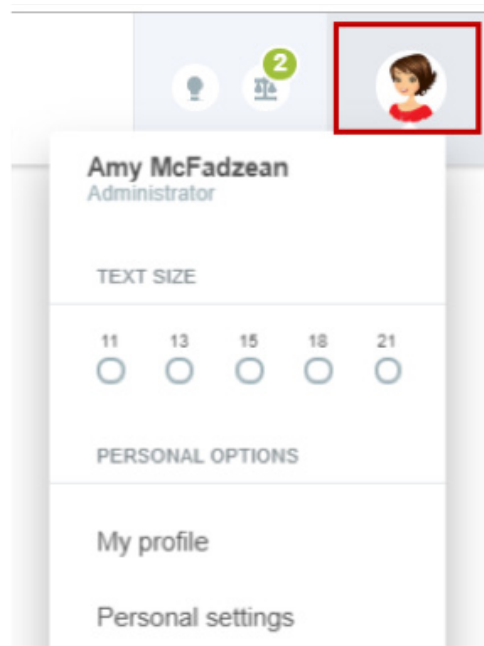 2
Amy McFadzean
Administrator
TEXT SIZE
11 13 15 18 21
PERSONAL OPTIONS
My profile
Personal settings